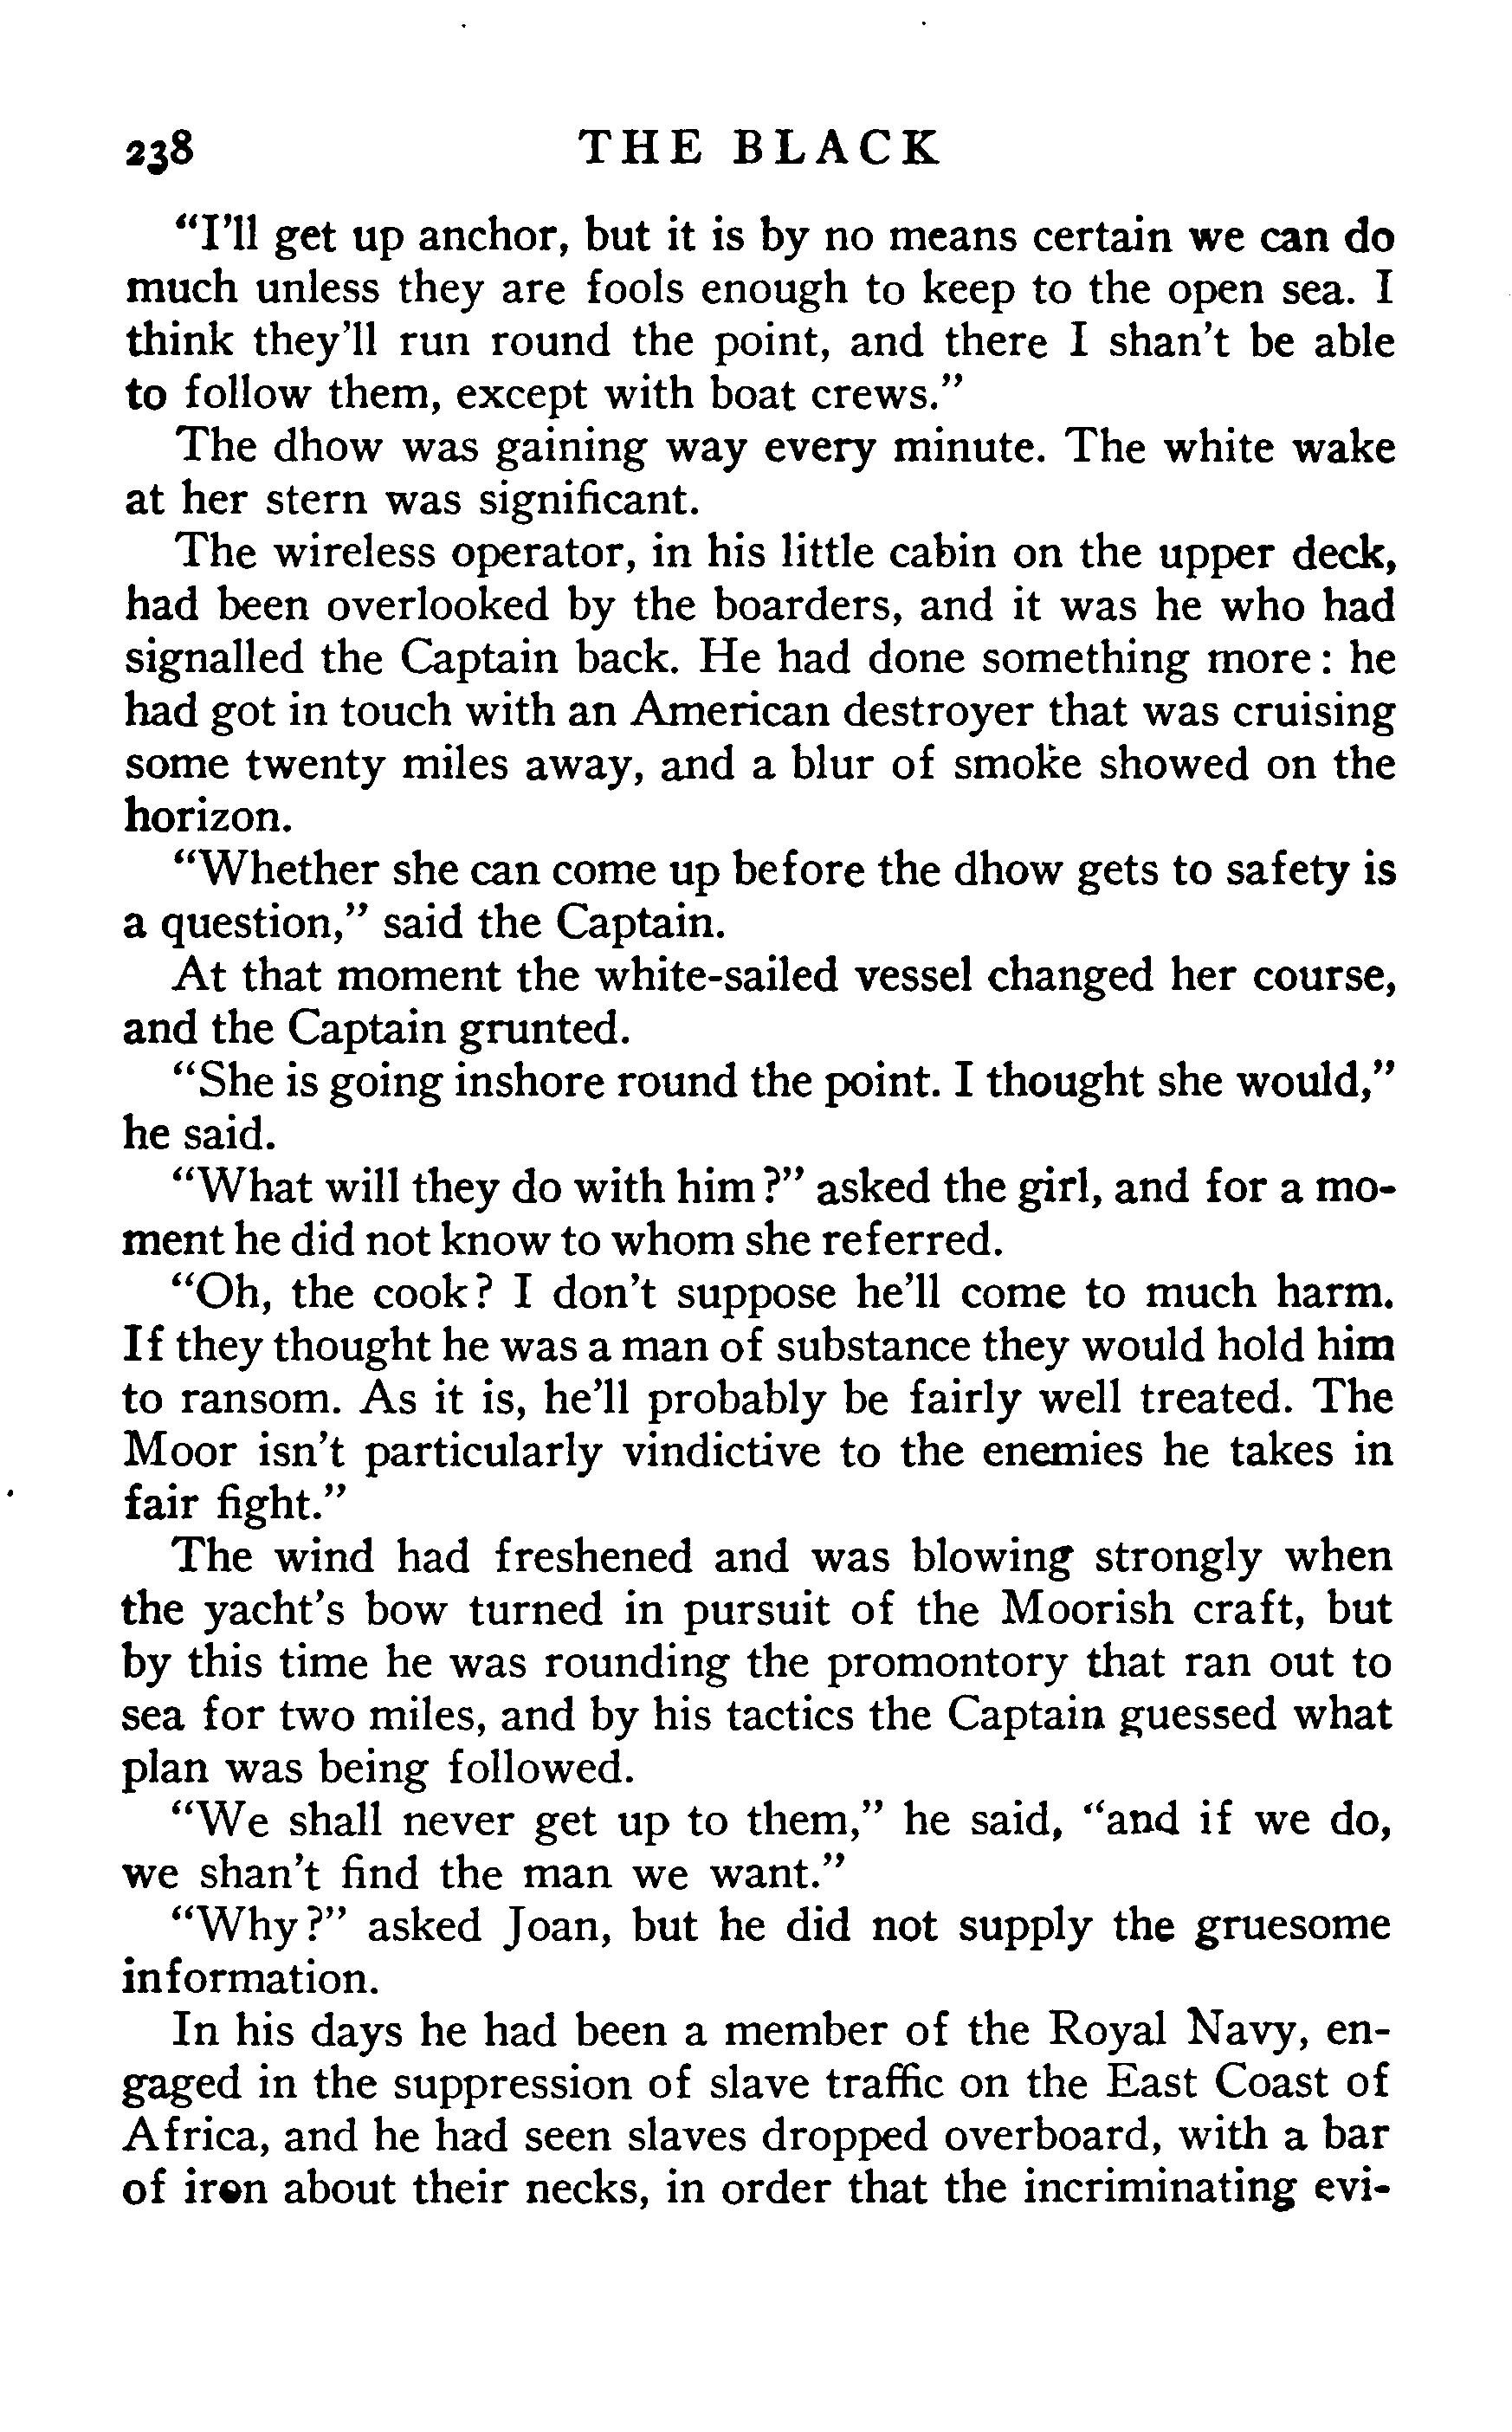 238 THE BLACK
"I'll get up anchor, but it is by no means certain we can do
much unless they are fools enough to keep to the open sea. I
think they'll run round the point, and there I shan't be able
to follow them, except with boat crews."
The dhow was gaining way every minute. The white wake
at her stern was significant.
The wireless operator, in his little cabin on the upper deck,
had been overlooked by the boarders, and it was he who had
signalled the Captain back. He had done something more: he
had got in touch with an American destroyer that was cruising
some twenty miles away, and a blur of smoke showed on the
horizon.
"Whether she can come up before the dhow gets to safety is
a question," said the Captain.
At that moment the white-sailed vessel changed her course,
and the Captain grunted.
"She is going inshore round the point. I thought she would,"
he said.
"What will they do with him?" asked the girl, and for a mo-
ment he did not know to whom she referred.
"Oh, the cook? I don't suppose he'll come to much harm.
If they thought he was a man of substance they would hold him
to ransom. As it is, he'll probably be fairly well treated. The
Moor isn't particularly vindictive to the enemies he takes in
fair fight."
The wind had freshened and was blowing strongly when
the yacht's bow turned in pursuit of the Moorish craft, but
by this time he was rounding the promontory that ran out to
sea for two miles, and by his tactics the Captain guessed what
plan was being followed.
"We shall never get up to them," he said, "and if we do,
we shan't find the man we want."
"Why?" asked Joan, but he did not supply the gruesome
information.
In his days he had been a member of the Royal Navy, en-
gaged in the suppression of slave traffic on the East Coast of
Africa, and he had seen slaves dropped overboard, with a bar
of iron about their necks, in order that the incriminating evi-